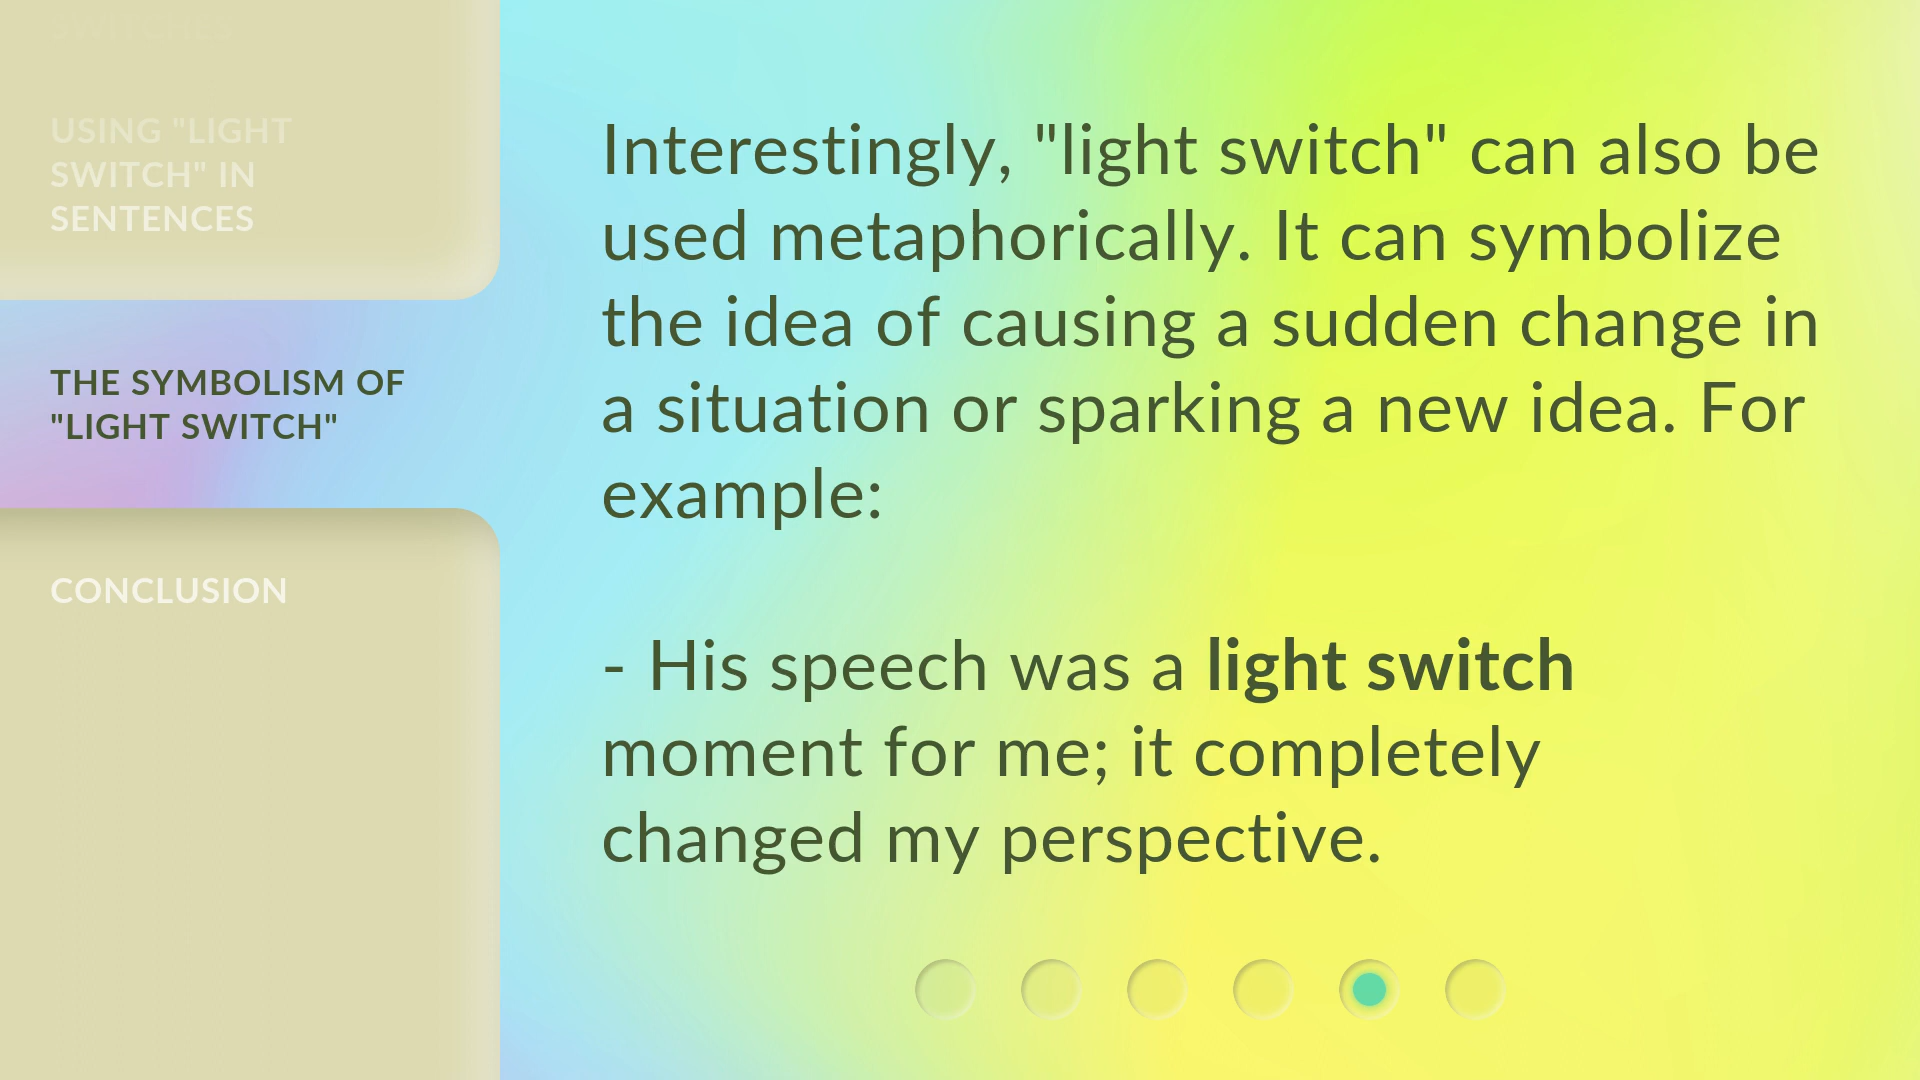 SWITCHES
USING "LIGHT
SWITCH" IN
SENTENCES
THE SYMBOLISM OF
"LIGHT SWITCH"
CONCLUSION
Interestingly, "light switch" can also be
used metaphorically. It can symbolize
the idea of causing a sudden change in
a situation or sparking a new idea. For
example:
- His speech was a light switch
moment for me; it completely
changed my perspective.